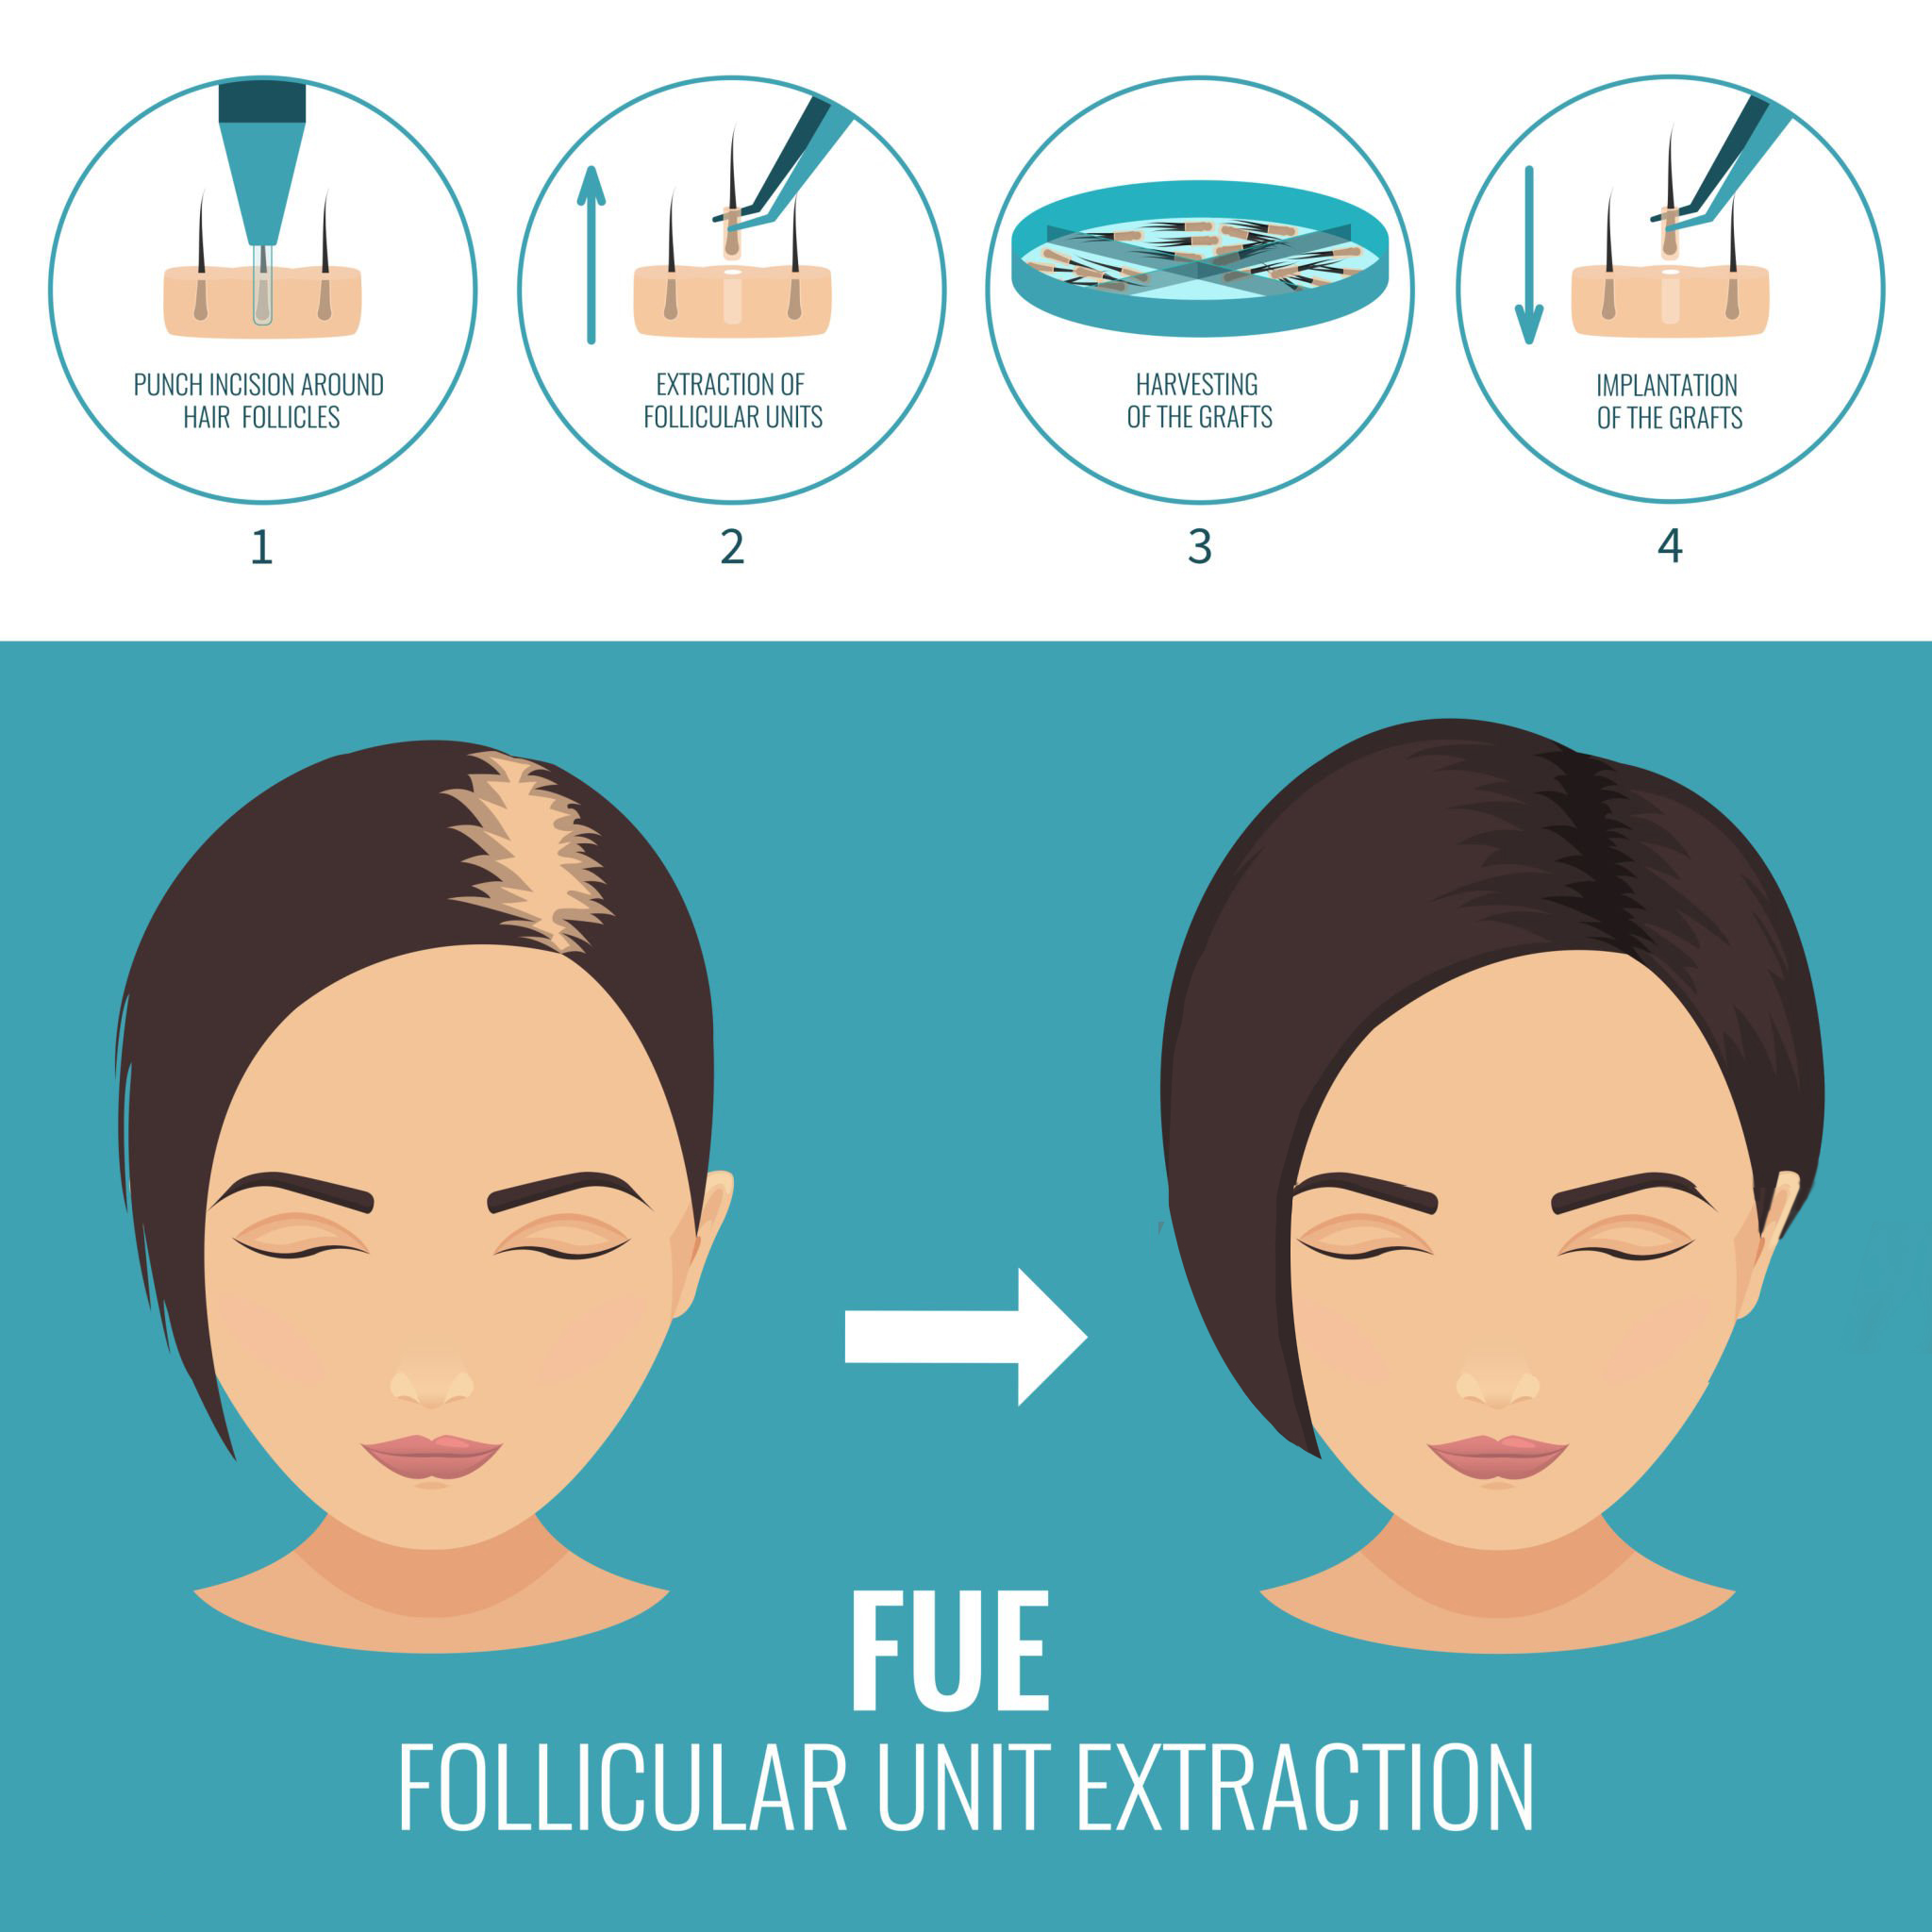 PUNCH INCISION AROUND
HAIR FOLLICLES
1
EXTRACTION OF
FOLLICULAR UNITS
2
HARVESTING
OF THE GRAFTS
3
IMPLANTATION
OF THE GRAFTS
4
FUE
FOLLICULAR UNIT EXTRACTION